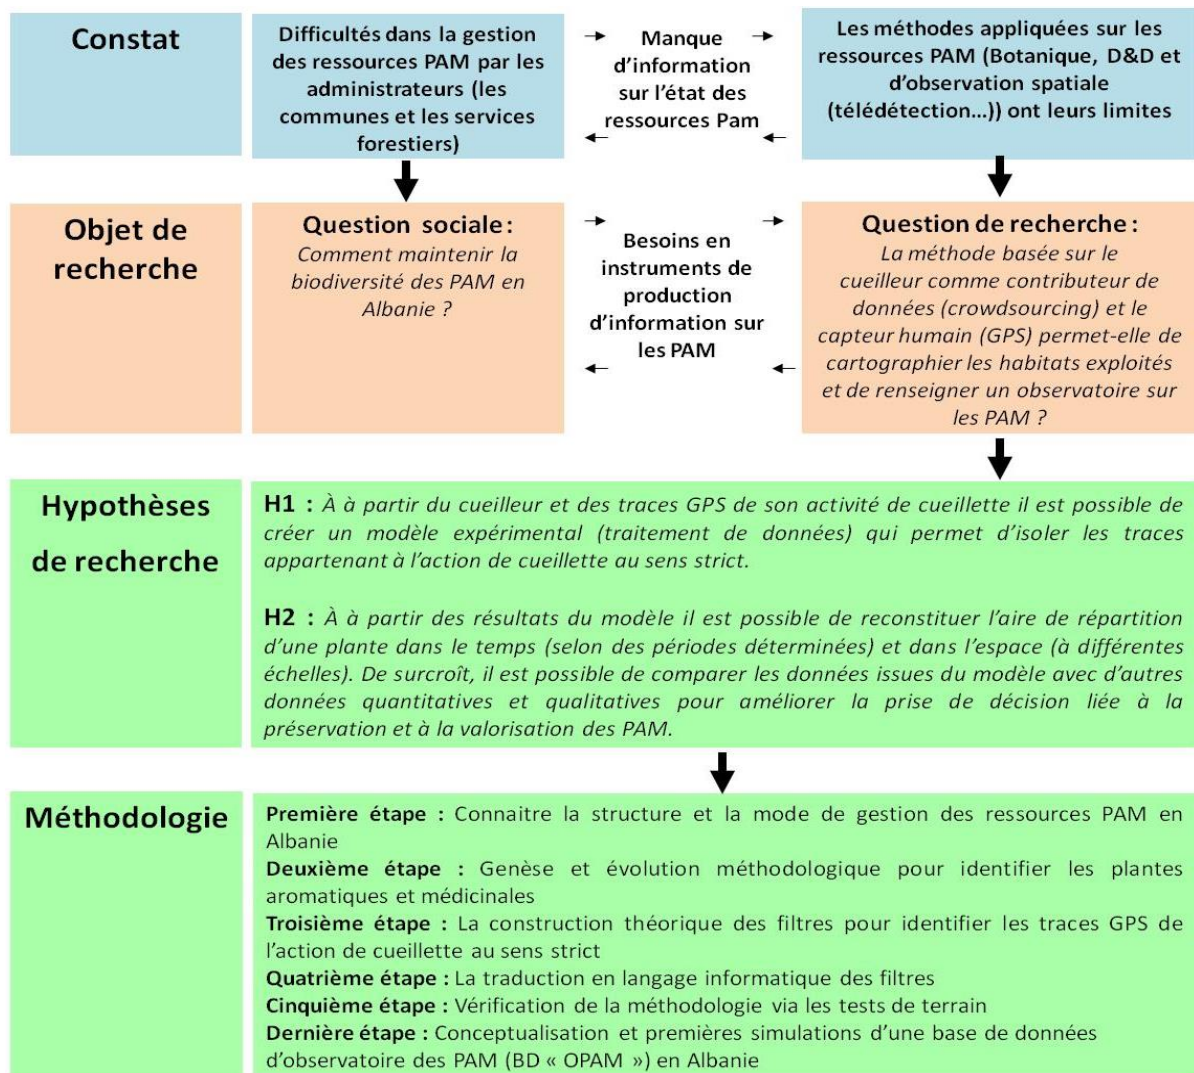 Constat
Difficultés dans la gestion
des ressources PAM par les
administrateurs (les
communes et les services
forestiers)
Manque
d’information
sur l’état des
ressources Pam
Les méthodes appliquées sur les
ressources PAM (Botanique, D&D et
d’observation spatiale
(télédétection…)) ont leurs limites
Objet de
recherche
Question sociale :
Comment maintenir la
biodiversité des PAM en
Albanie ?
Besoins en
instruments de
production
d’information sur
les PAM
Question de recherche :
La méthode basée sur le
cueilleur comme contributeur de
données (crowdsourcing) et le
capteur humain (GPS) permet-elle de
cartographier les habitats exploités
et de renseigner un observatoire sur
les PAM ?
Hypothèses
de recherche
H1 : À à partir du cueilleur et des traces GPS de son activité de cueillette il est possible de
créer un modèle expérimental (traitement de données) qui permet d’isoler les traces
appartenant à l’action de cueillette au sens strict.
H2 : À à partir des résultats du modèle il est possible de reconstituer l’aire de répartition
d’une plante dans le temps (selon des périodes déterminées) et dans l’espace (à différentes
échelles). De surcroît, il est possible de comparer les données issues du modèle avec d’autres
données quantitatives et qualitatives pour améliorer la prise de décision liée à la
préservation et à la valorisation des PAM.
Méthodologie
Première étape : Connaitre la structure et la mode de gestion des ressources PAM en
Albanie
Deuxième étape : Genèse et évolution méthodologique pour identifier les plantes
aromatiques et médicinales
Troisième étape : La construction théorique des filtres pour identifier les traces GPS de
l’action de cueillette au sens strict
Quatrième étape : La traduction en langage informatique des filtres
Cinquième étape : Vérification de la méthodologie via les tests de terrain
Dernière étape : Conceptualisation et premières simulations d’une base de données
d’observatoire des PAM (BD « OPAM ») en Albanie